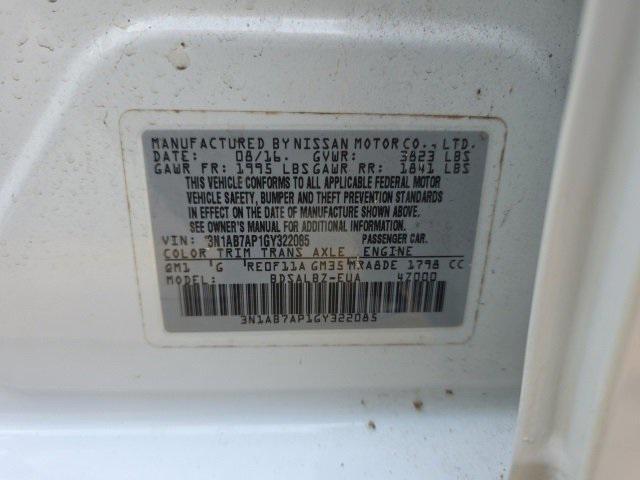 MANUFACTURED BY NISSAN MOTOR CO., LTD.
DATE: 08/16. GVWR: 3823 LBS
GAWR FR: 1995 LBS GAWR RR: 1841 LBS
THIS VEHICLE CONFORMS TO ALL APPLICABLE FEDERAL MOTOR
VEHICLE SAFETY, BUMPER AND THEFT PREVENTION STANDARDS
IN EFFECT ON THE DATE OF MANUFACTURE SHOWN ABOVE.
SEE OWNER'S MANUAL FOR ADDITIONAL INFORMATION
VIN: 3N1AB7AP1GY322085 PASSENGER CAR.
COLOR TRIM TRANS AXLE ENGINE
G RE0F11A GM35 MRA8DE 1798 CC
MODEL: BDSALBZ-EUA 4Z000
3N1AB7AP1GY322085